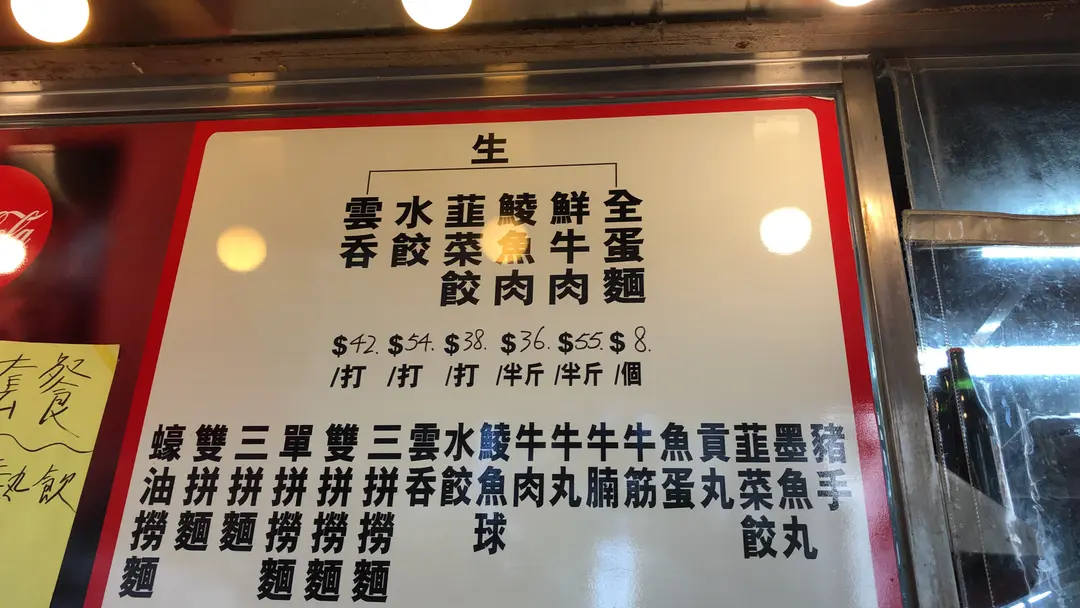 生
雲吞
水餃
韮菜餃
鯪魚肉
鮮牛肉
全蛋麵
$42. /打
$54. /打
$38. /打
$36. /半斤
$55. /半斤
$8. /個
蠔油撈麵
雙拼麵
三拼麵
單拼撈麵
雙拼撈麵
三拼撈麵
雲吞
水餃
鯪魚球
牛肉
牛丸
牛腩
牛筋
魚蛋
貢丸
韮菜餃
墨魚丸
豬手
套餐
熱飲